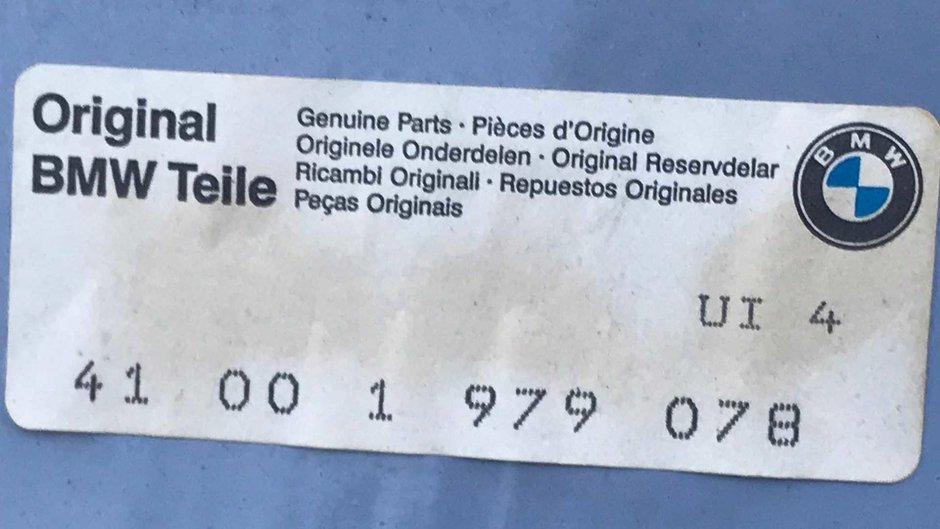 Original
BMW Teile
Genuine Parts · Pièces d'Origine
Originele Onderdelen · Original Reservdelar
Ricambi Originali · Repuestos Originales
Peças Originais
BMW
UI 4
41 00 1 979 078